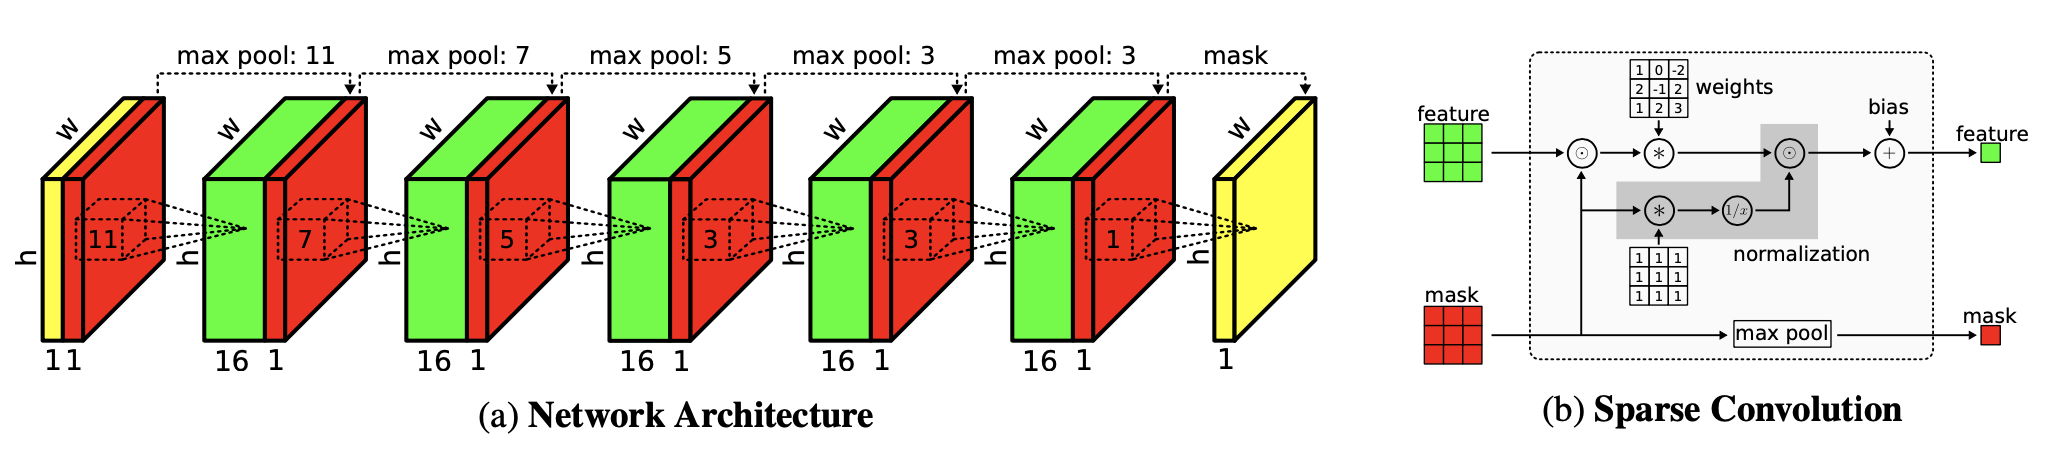 max pool: 11
max pool: 7
max pool: 5
max pool: 3
max pool: 3
mask
w
w
w
w
w
w
w
h
h
h
h
h
h
h
11
7
5
3
3
1
1 1
16 1
16 1
16 1
16 1
16 1
1
(a) Network Architecture
feature
1 0 -2
2 -1 2
1 2 3
weights
bias
feature
⊙
*
⊙
+
*
1/x
normalization
1 1 1
1 1 1
1 1 1
mask
max pool
mask
(b) Sparse Convolution